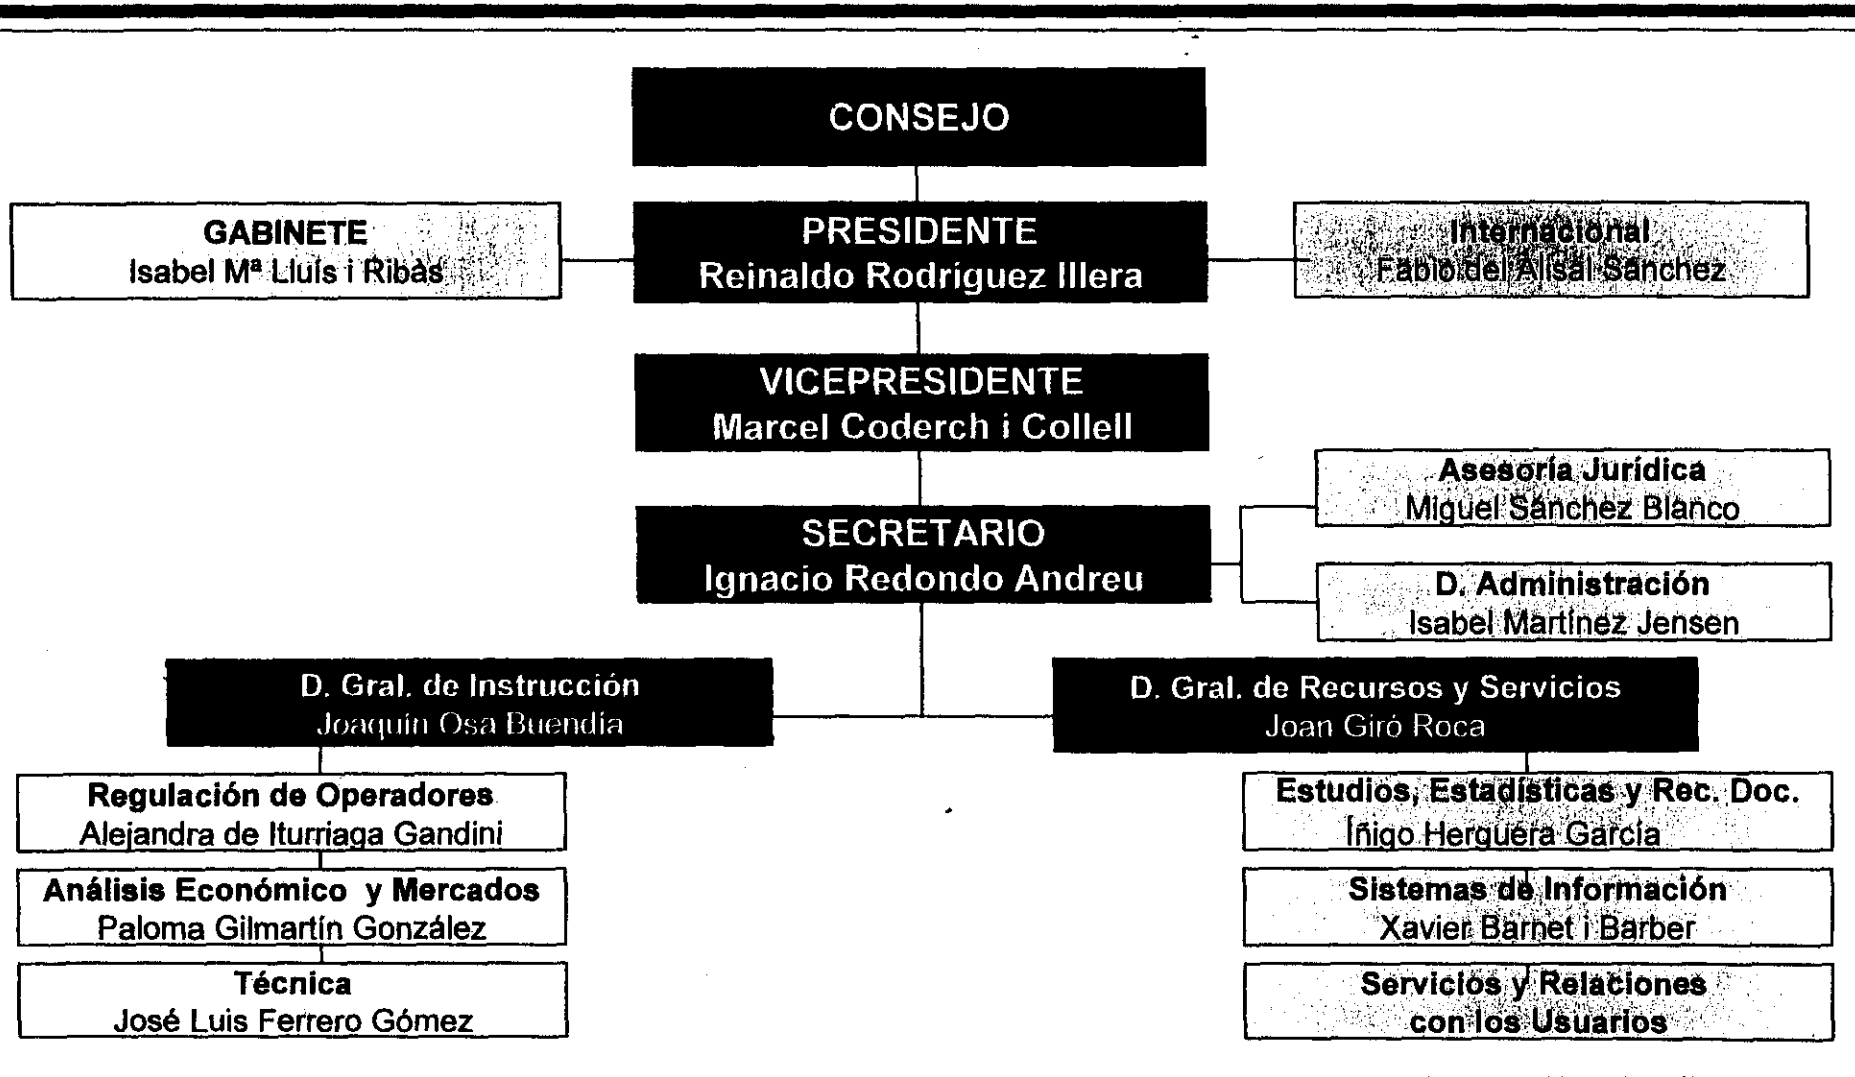 CONSEJO
GABINETE
Isabel Mª Lluís i Ribàs
PRESIDENTE
Reinaldo Rodríguez Illera
Internacional
Fabio del Alisal Sánchez
VICEPRESIDENTE
Marcel Coderch i Collell
Asesoría Jurídica
Miguel Sánchez Blanco
SECRETARIO
Ignacio Redondo Andreu
D. Administración
Isabel Martínez Jensen
D. Gral. de Instrucción
Joaquín Osa Buendía
D. Gral. de Recursos y Servicios
Joan Giró Roca
Regulación de Operadores
Alejandra de Iturriaga Gandini
Análisis Económico y Mercados
Paloma Gilmartín González
Técnica
José Luis Ferrero Gómez
Estudios, Estadísticas y Rec. Doc.
Íñigo Herguera García
Sistemas de Información
Xavier Barnet i Barber
Servicios y Relaciones
con los Usuarios